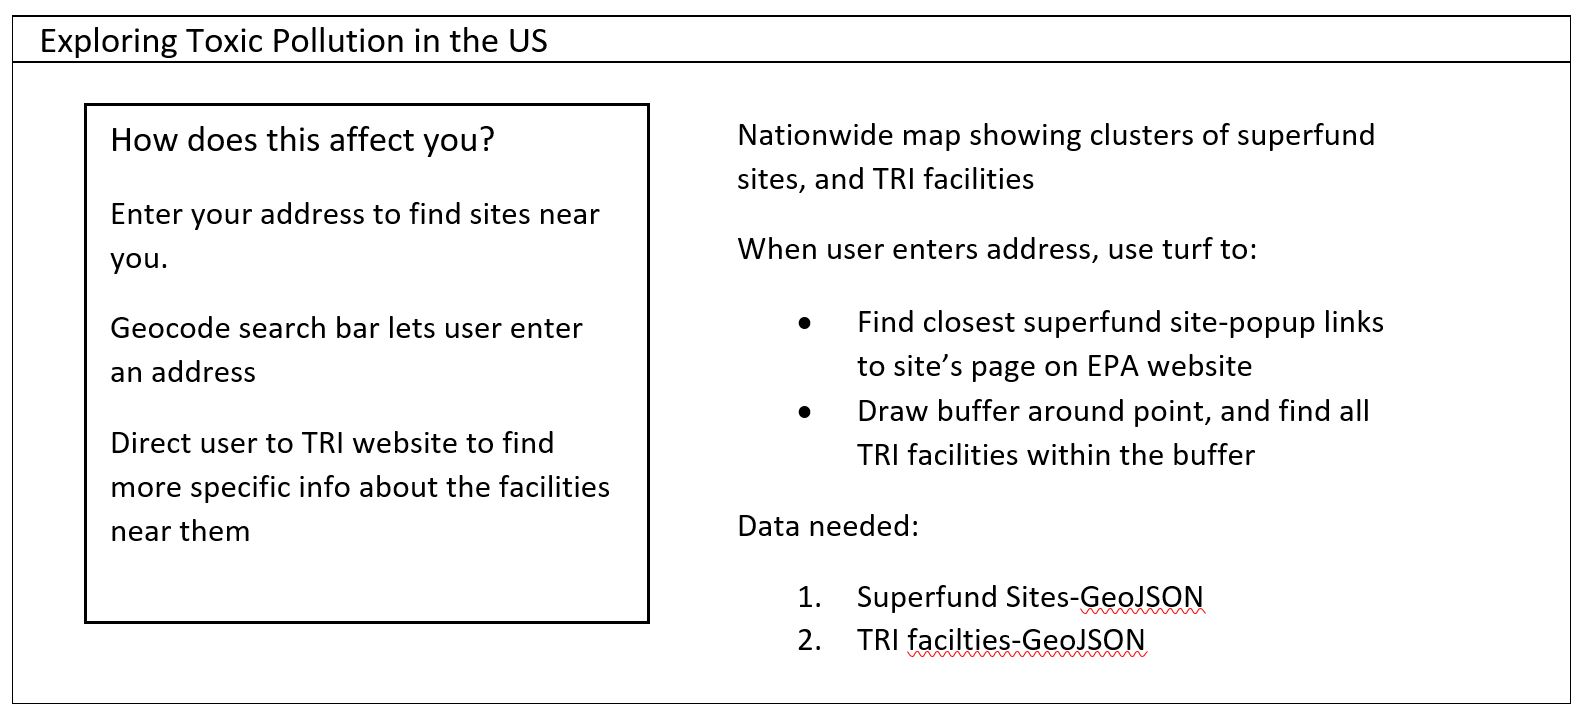 Exploring Toxic Pollution in the US
How does this affect you?
Enter your address to find sites near
you.
Geocode search bar lets user enter
an address
Direct user to TRI website to find
more specific info about the facilities
near them
Nationwide map showing clusters of superfund
sites, and TRI facilities
When user enters address, use turf to:
• Find closest superfund site-popup links
to site’s page on EPA website
• Draw buffer around point, and find all
TRI facilities within the buffer
Data needed:
1. Superfund Sites-GeoJSON
2. TRI facilties-GeoJSON